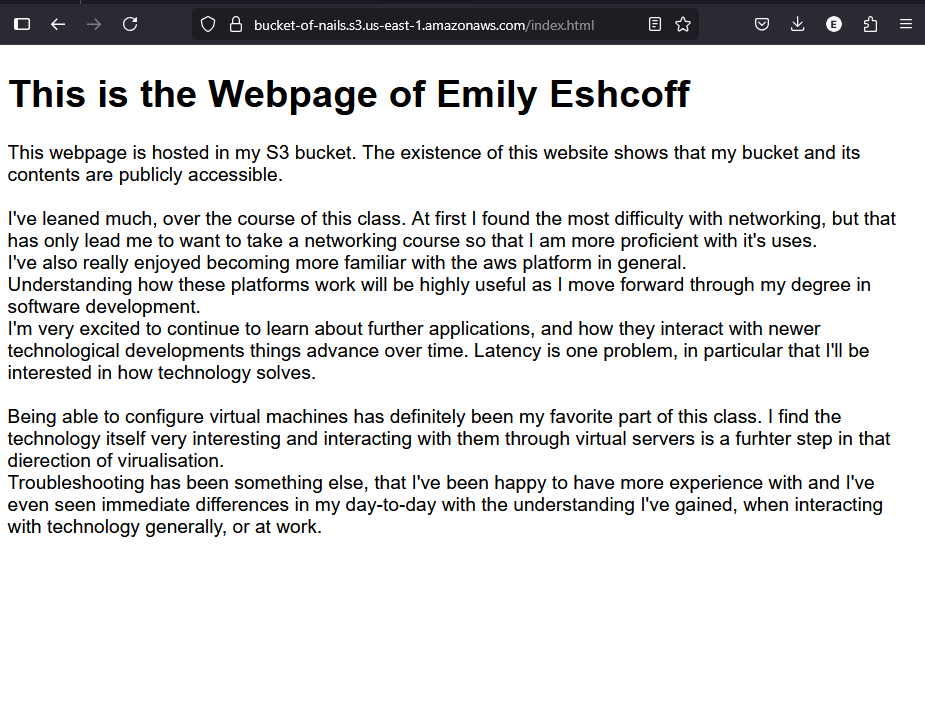 bucket-of-nails.s3.us-east-1.amazonaws.com/index.html
E
This is the Webpage of Emily Eshcoff
This webpage is hosted in my S3 bucket. The existence of this website shows that my bucket and its
contents are publicly accessible.
I've leaned much, over the course of this class. At first I found the most difficulty with networking, but that
has only lead me to want to take a networking course so that I am more proficient with it's uses.
I've also really enjoyed becoming more familiar with the aws platform in general.
Understanding how these platforms work will be highly useful as I move forward through my degree in
software development.
I'm very excited to continue to learn about further applications, and how they interact with newer
technological developments things advance over time. Latency is one problem, in particular that I'll be
interested in how technology solves.
Being able to configure virtual machines has definitely been my favorite part of this class. I find the
technology itself very interesting and interacting with them through virtual servers is a furhter step in that
dierection of virualisation.
Troubleshooting has been something else, that I've been happy to have more experience with and I've
even seen immediate differences in my day-to-day with the understanding I've gained, when interacting
with technology generally, or at work.